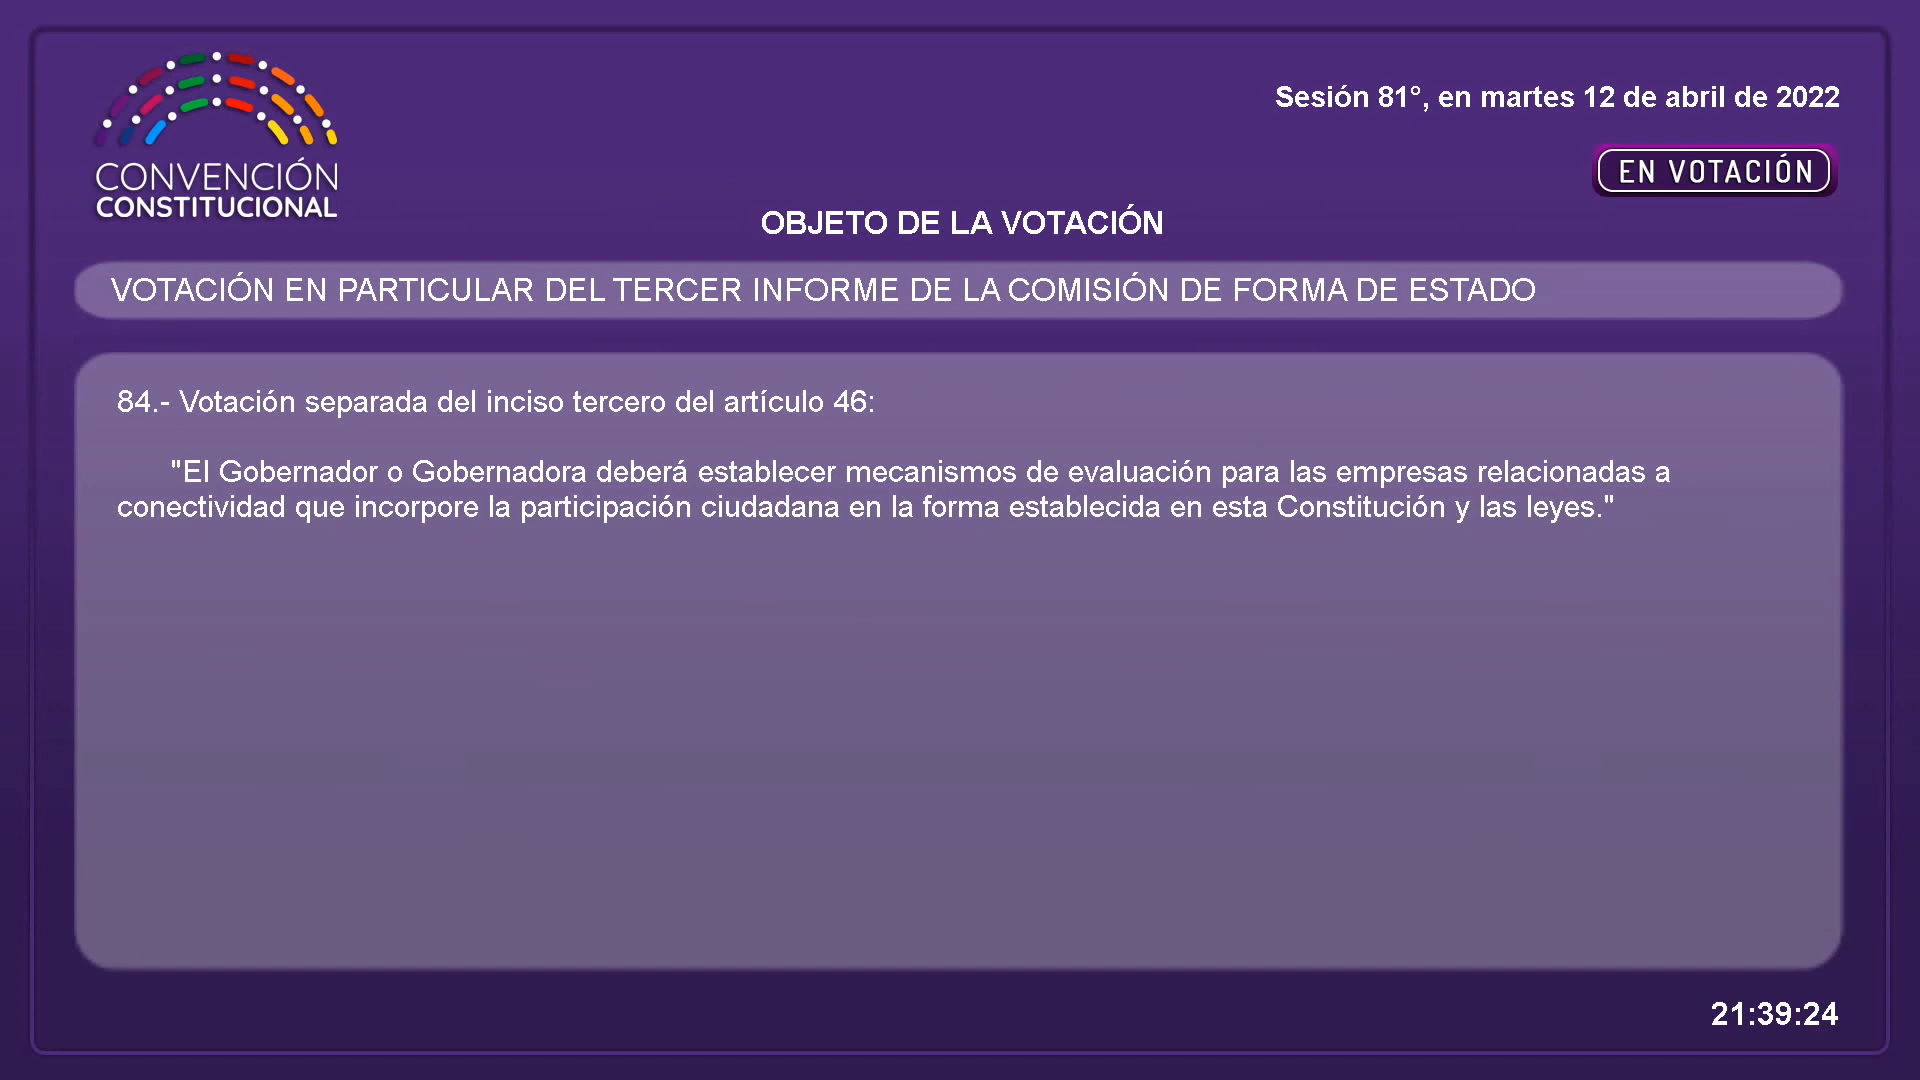 CONVENCIÓN
CONSTITUCIONAL
Sesión 81°, en martes 12 de abril de 2022
EN VOTACIÓN
OBJETO DE LA VOTACIÓN
VOTACIÓN EN PARTICULAR DEL TERCER INFORME DE LA COMISIÓN DE FORMA DE ESTADO
84.- Votación separada del inciso tercero del artículo 46:
"El Gobernador o Gobernadora deberá establecer mecanismos de evaluación para las empresas relacionadas a
conectividad que incorpore la participación ciudadana en la forma establecida en esta Constitución y las leyes."
21:39:24